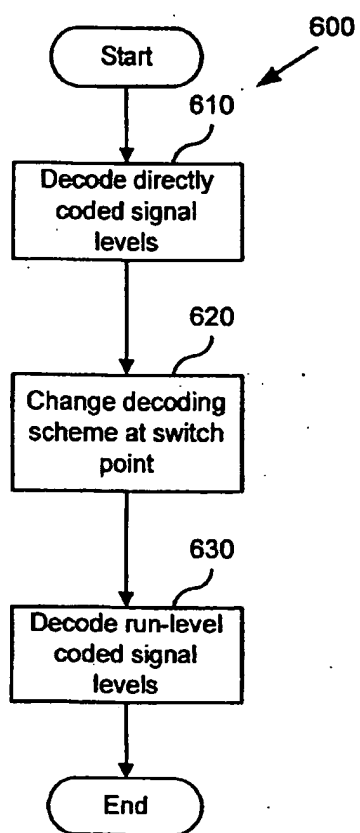 Start
600
610
Decode directly
coded signal
levels
620
Change decoding
scheme at switch
point
630
Decode run-level
coded signal
levels
End